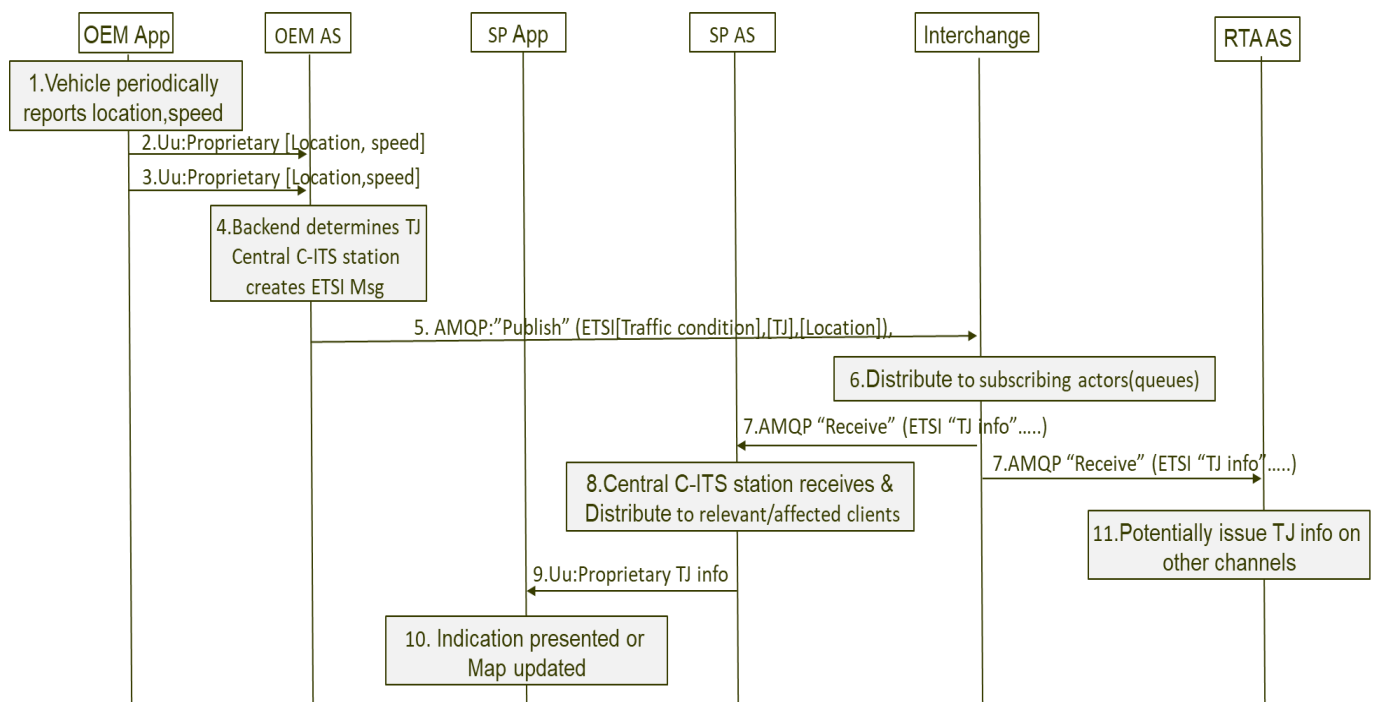 OEM App
OEM AS
SP App
SP AS
Interchange
RTA AS
1.Vehicle periodically
reports location,speed
2.Uu:Proprietary [Location, speed]
3.Uu:Proprietary [Location,speed]
4.Backend determines TJ
Central C-ITS station
creates ETSI Msg
5. AMQP:”Publish” (ETSI[Traffic condition],[TJ],[Location]),
6.Distribute to subscribing actors(queues)
7.AMQP “Receive” (ETSI “TJ info”.....)
7.AMQP “Receive” (ETSI “TJ info”.....)
8.Central C-ITS station receives &
Distribute to relevant/affected clients
11.Potentially issue TJ info on
other channels
9.Uu:Proprietary TJ info
10. Indication presented or
Map updated